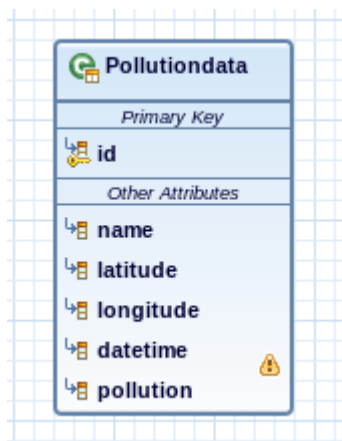 Pollutiondata
Primary Key
id
Other Attributes
name
latitude
longitude
datetime
pollution